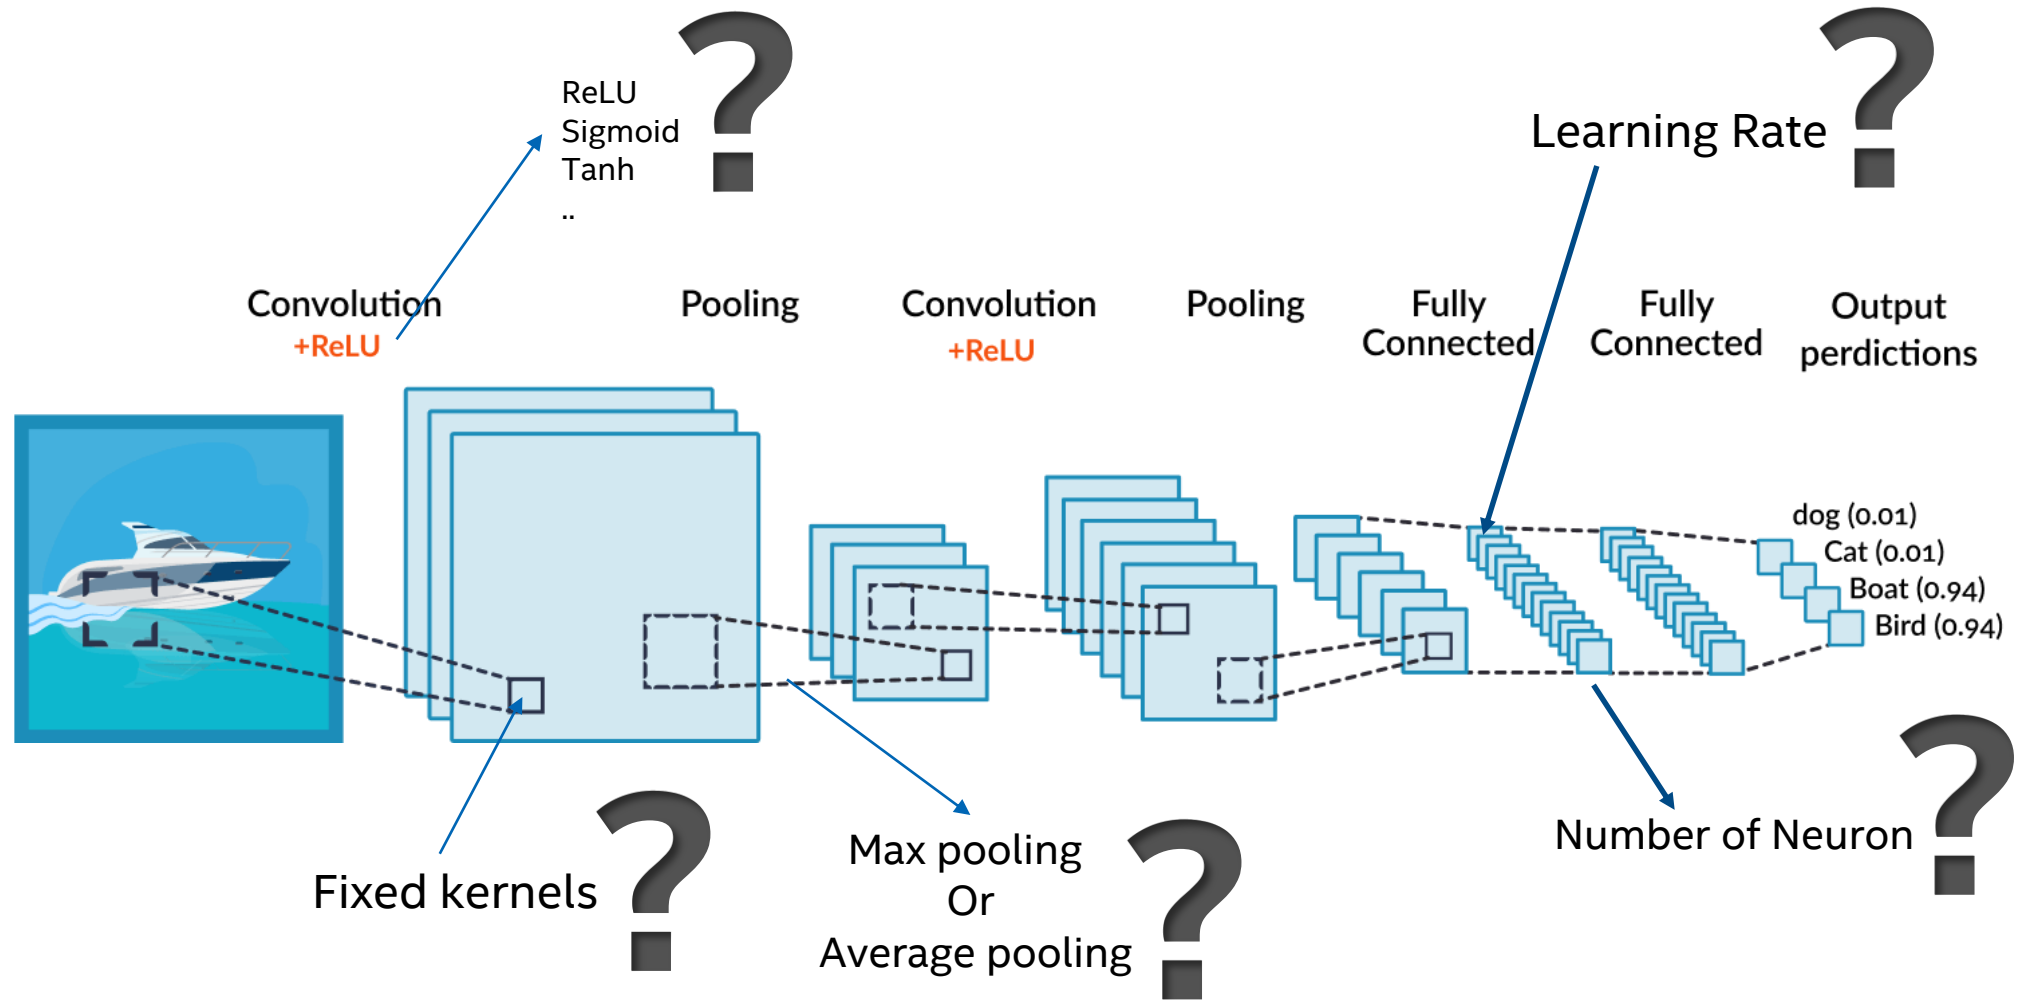 ?
ReLU
Sigmoid
Tanh
..
Learning Rate
?
Convolution
+ReLU
Pooling
Convolution
+ReLU
Pooling
Fully
Connected
Fully
Connected
Output
perdictions
dog (0.01)
Cat (0.01)
Boat (0.94)
Bird (0.94)
Fixed kernels
?
Max pooling
Or
Average pooling
?
Number of Neuron
?